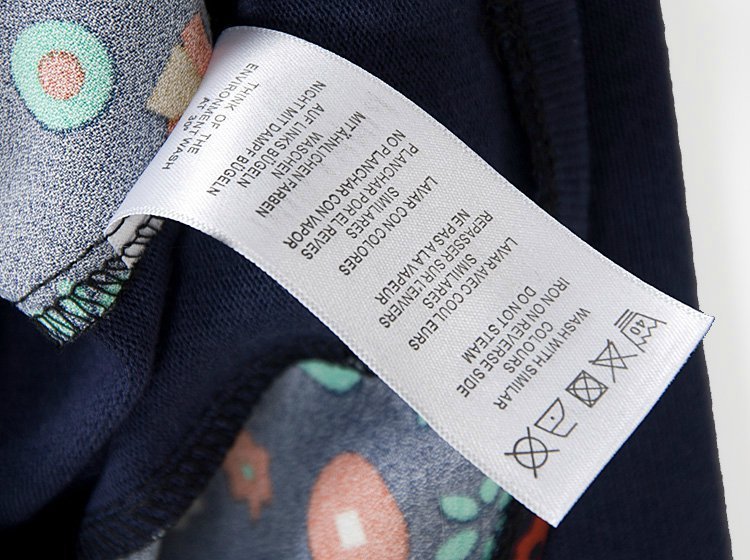 40
WASH WITH SIMILAR
COLOURS
IRON ON REVERSE SIDE
DO NOT STEAM
LAVAR AVEC COULEURS
SIMILARES
REPASSER SUR L'ENVERS
NE PAS A LA VAPEUR
LAVAR CON COLORES
SIMILARES
PLANCHAR POR EL REVES
NO PLANCHAR CON VAPOR
MIT ÄHNLICHEN FARBEN
WASCHEN
AUF LINKS BÜGELN
NICHT MIT DAMPF BÜGELN
THINK OF THE
ENVIRONMENT WASH
AT 30º